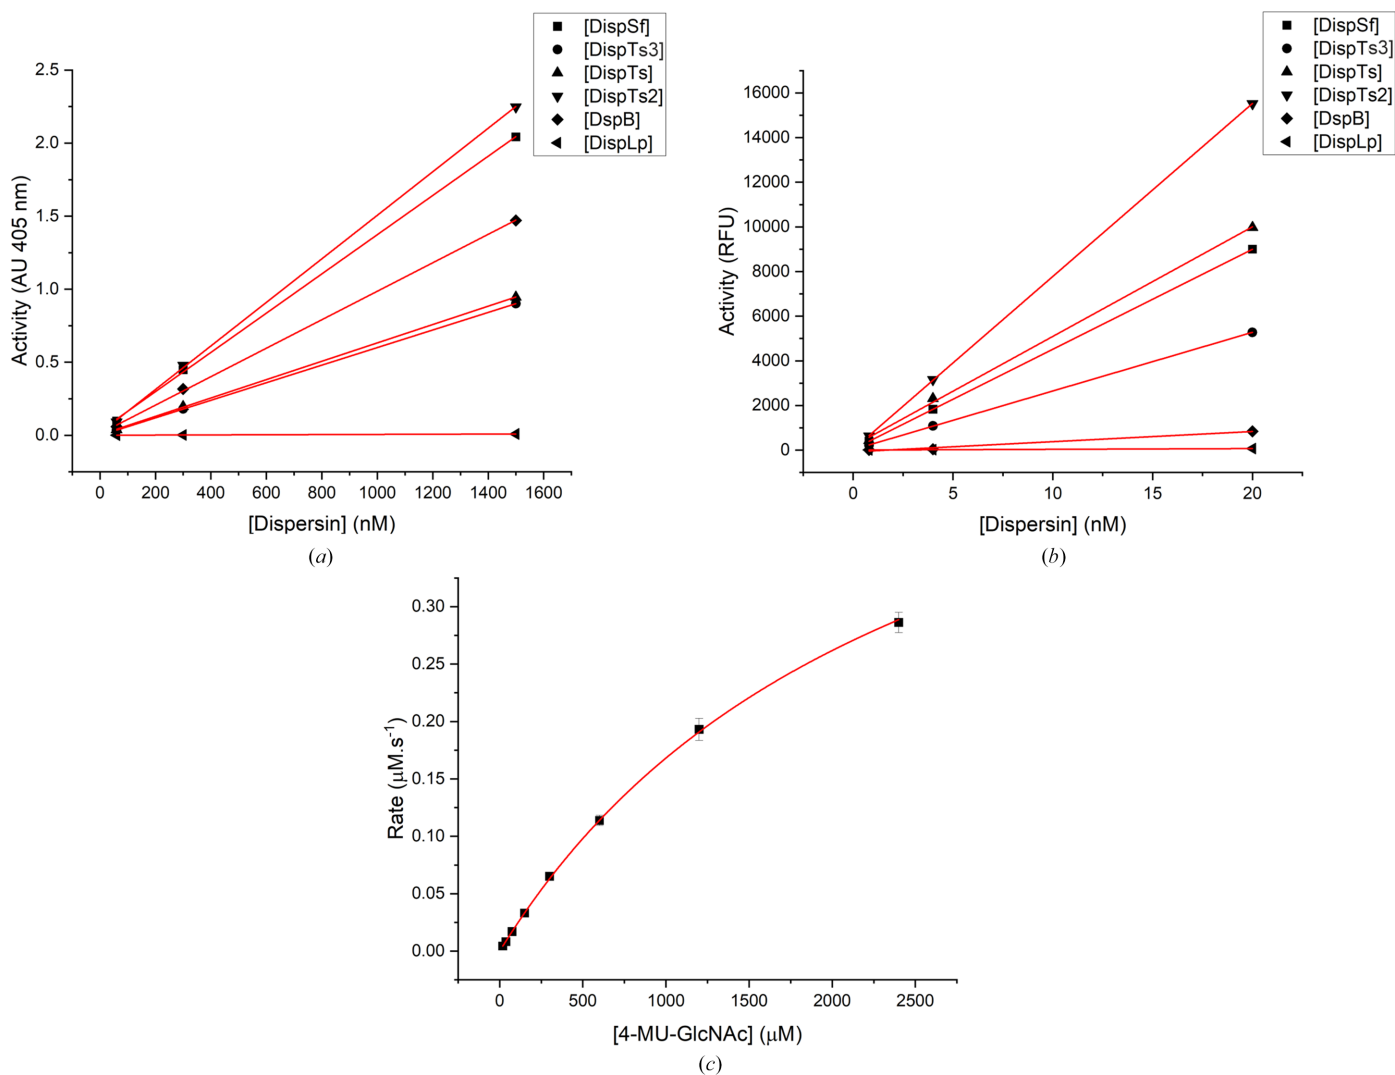 [DispSf]
[DispTs3]
[DispTs]
[DispTs2]
[DspB]
[DispLp]
2.5
2.0
1.5
1.0
0.5
0.0
Activity (AU 405 nm)
0 200 400 600 800 1000 1200 1400 1600
[Dispersin] (nM)
(a)
[DispSf]
[DispTs3]
[DispTs]
[DispTs2]
[DspB]
[DispLp]
16000
14000
12000
10000
8000
6000
4000
2000
0
Activity (RFU)
0 5 10 15 20
[Dispersin] (nM)
(b)
0.30
0.25
0.20
0.15
0.10
0.05
0.00
Rate (μM.s⁻¹)
0 500 1000 1500 2000 2500
[4-MU-GlcNAc] (μM)
(c)